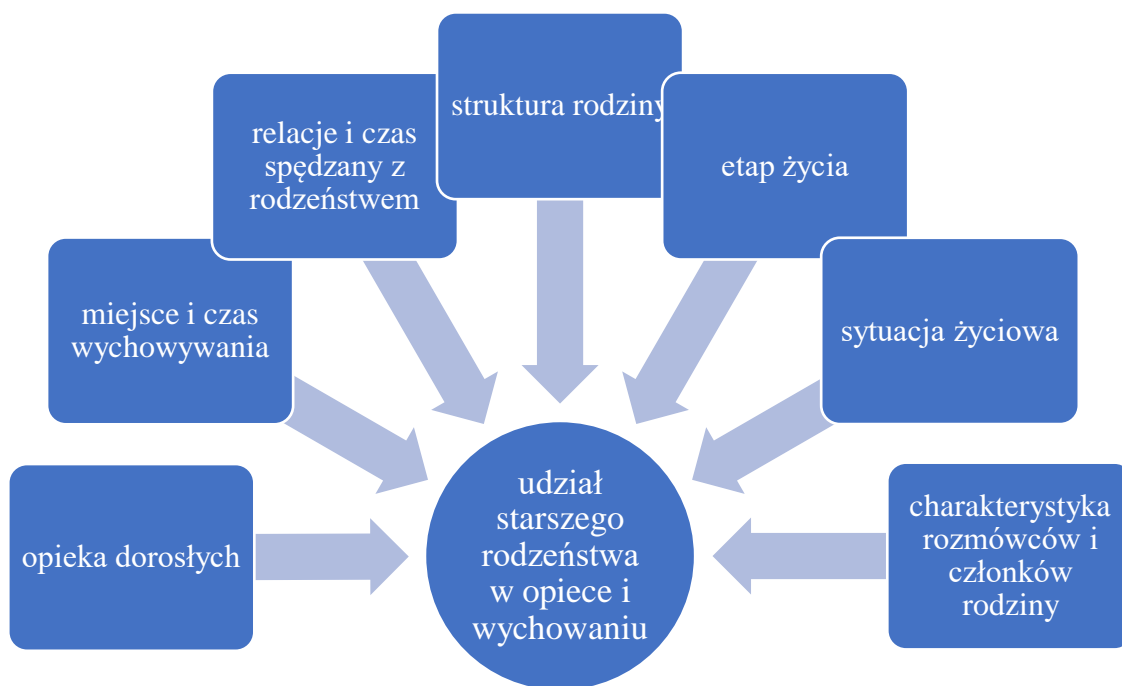 struktura rodziny
relacje i czas
spędzany z
rodzeństwem
etap życia
miejsce i czas
wychowywania
sytuacja życiowa
opieka dorosłych
udział
starszego
rodzeństwa
w opiece i
wychowaniu
charakterystyka
rozmówców i
członków
rodziny